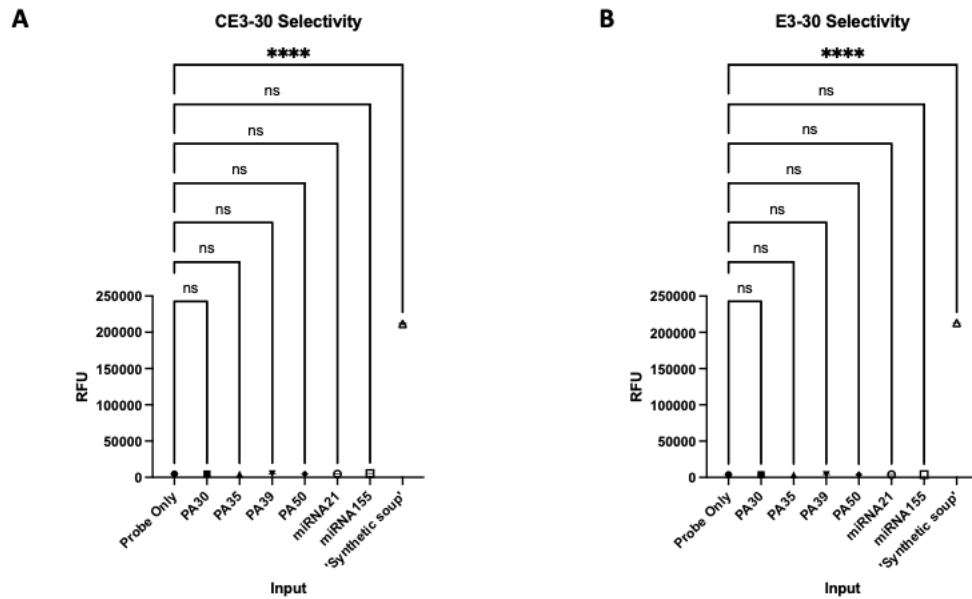 A
CE3-30 Selectivity
****
ns
ns
ns
ns
ns
ns
250000
200000
150000
100000
50000
0
RFU
Probe Only
PA30
PA35
PA39
PA50
miRNA21
miRNA155
'Synthetic soup'
Input
B
E3-30 Selectivity
****
ns
ns
ns
ns
ns
ns
250000
200000
150000
100000
50000
0
RFU
Probe Only
PA30
PA35
PA39
PA50
miRNA21
miRNA155
'Synthetic soup'
Input